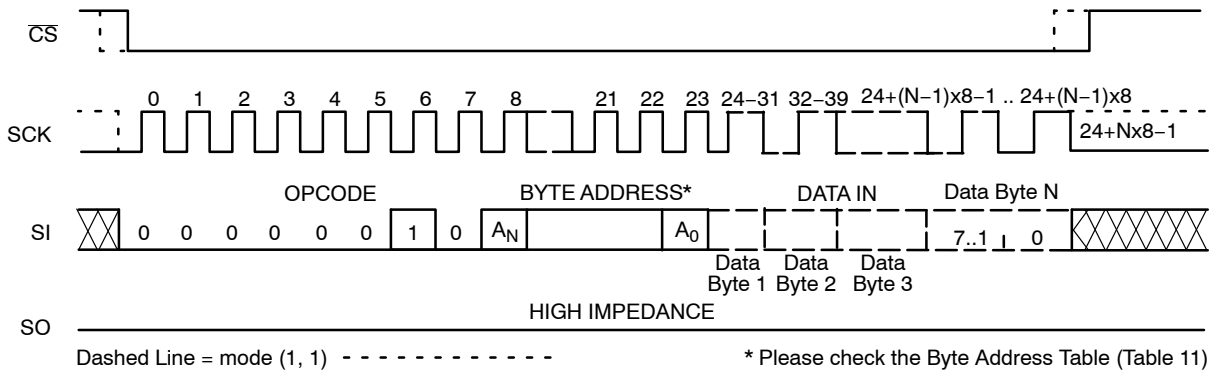 CS
0 1 2 3 4 5 6 7 8 21 22 23 24–31 32–39 24+(N–1)x8-1 .. 24+(N–1)x8
SCK
24+Nx8–1
OPCODE BYTE ADDRESS* DATA IN Data Byte N
SI 0 0 0 0 0 0 1 0 AN A0 7..1 0
Data Data Data
Byte 1 Byte 2 Byte 3
HIGH IMPEDANCE
SO
Dashed Line = mode (1, 1) * Please check the Byte Address Table (Table 11)